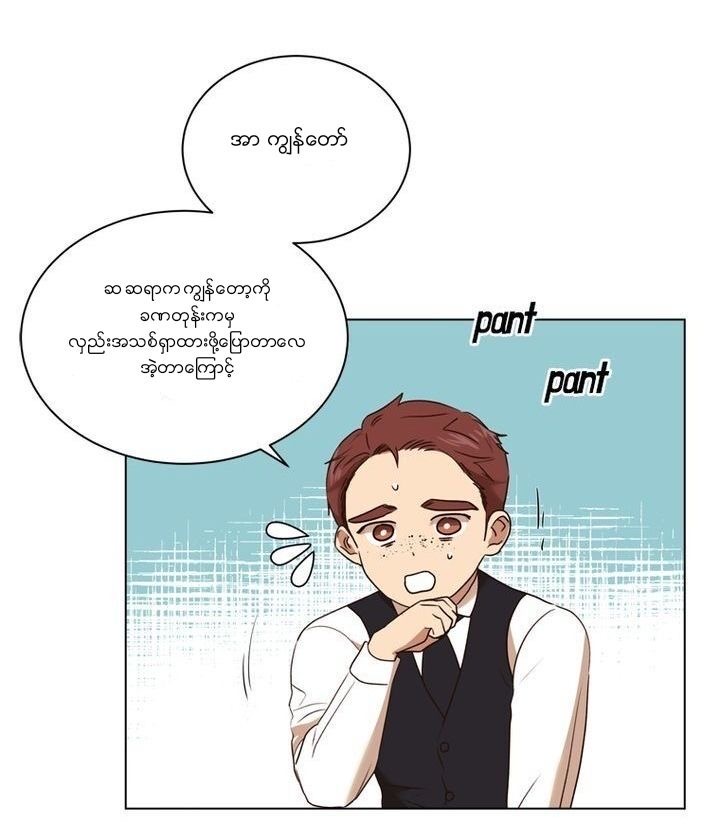 အာ ကျွန်တော်
ဆ ဆရာက ကျွန်တော့ကို
ခဏတုန်းကမှ
လှည်းအသစ်ရှာထားဖို့ပြောတာလေ
အဲ့တာကြောင့်
pant
pant